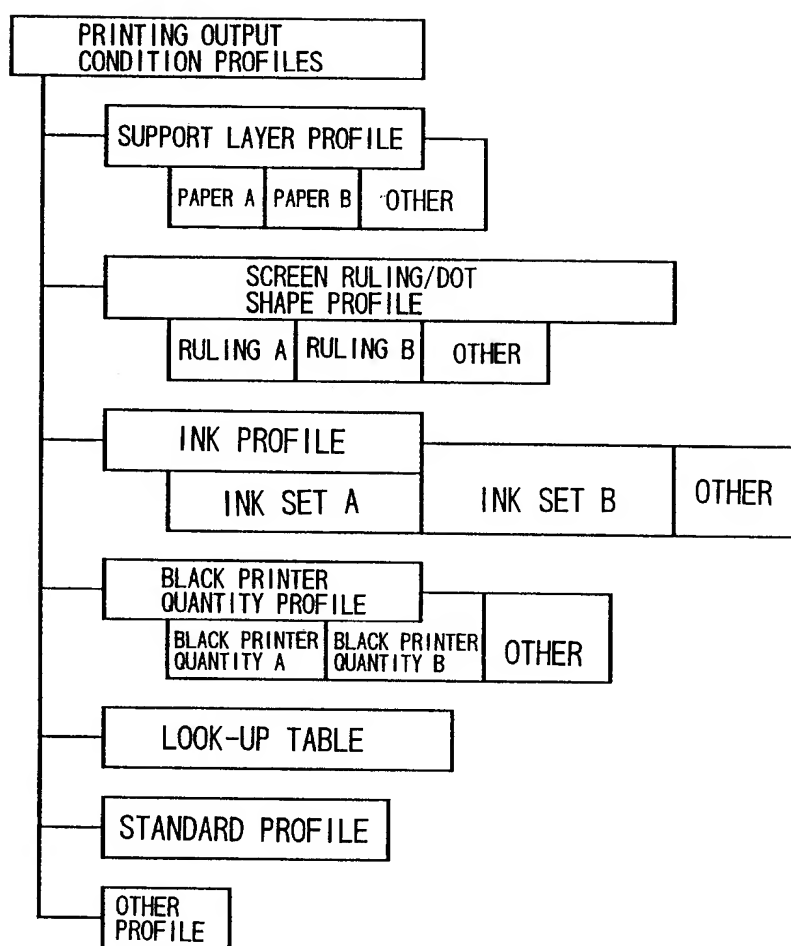 PRINTING OUTPUT
CONDITION PROFILES
SUPPORT LAYER PROFILE
PAPER A PAPER B OTHER
SCREEN RULING/DOT
SHAPE PROFILE
RULING A RULING B OTHER
INK PROFILE
INK SET A INK SET B OTHER
BLACK PRINTER
QUANTITY PROFILE
BLACK PRINTER
QUANTITY A
BLACK PRINTER
QUANTITY B
OTHER
LOOK-UP TABLE
STANDARD PROFILE
OTHER
PROFILE